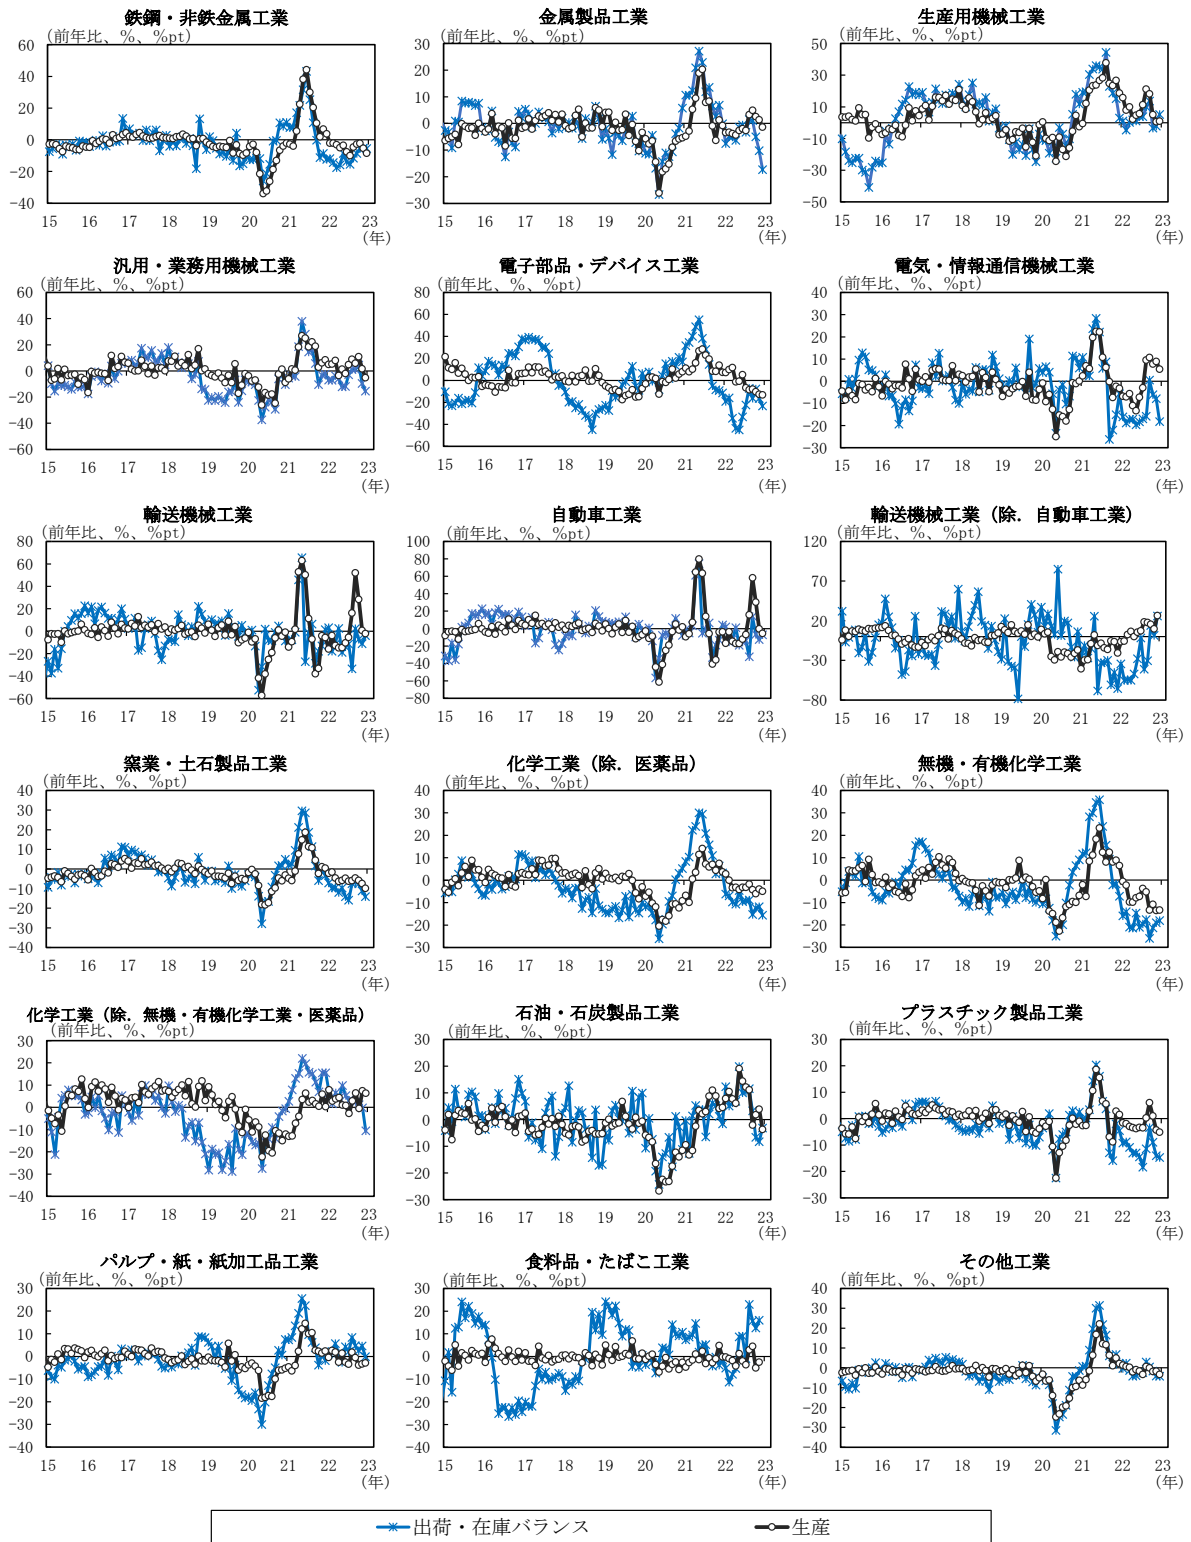 鉄鋼・非鉄金属工業
(前年比、%、%pt)
60
40
20
0
-20
-40
15 16 17 18 19 20 21 22 23
(年)
金属製品工業
(前年比、%、%pt)
30
20
10
0
-10
-20
-30
15 16 17 18 19 20 21 22 23
(年)
生産用機械工業
(前年比、%、%pt)
50
30
10
-10
-30
-50
15 16 17 18 19 20 21 22 23
(年)
汎用・業務用機械工業
(前年比、%、%pt)
60
40
20
0
-20
-40
-60
15 16 17 18 19 20 21 22 23
(年)
電子部品・デバイス工業
(前年比、%、%pt)
80
60
40
20
0
-20
-40
-60
15 16 17 18 19 20 21 22 23
(年)
電気・情報通信機械工業
(前年比、%、%pt)
40
30
20
10
0
-10
-20
-30
15 16 17 18 19 20 21 22 23
(年)
輸送機械工業
(前年比、%、%pt)
80
60
40
20
0
-20
-40
-60
15 16 17 18 19 20 21 22 23
(年)
自動車工業
(前年比、%、%pt)
100
80
60
40
20
0
-20
-40
-60
-80
15 16 17 18 19 20 21 22 23
(年)
輸送機械工業（除．自動車工業）
(前年比、%、%pt)
120
70
20
-30
-80
15 16 17 18 19 20 21 22 23
(年)
窯業・土石製品工業
(前年比、%、%pt)
40
30
20
10
0
-10
-20
-30
-40
15 16 17 18 19 20 21 22 23
(年)
化学工業（除．医薬品）
(前年比、%、%pt)
40
30
20
10
0
-10
-20
-30
15 16 17 18 19 20 21 22 23
(年)
無機・有機化学工業
(前年比、%、%pt)
40
30
20
10
0
-10
-20
-30
15 16 17 18 19 20 21 22 23
(年)
化学工業（除．無機・有機化学工業・医薬品）
(前年比、%、%pt)
30
20
10
0
-10
-20
-30
-40
15 16 17 18 19 20 21 22 23
(年)
石油・石炭製品工業
(前年比、%、%pt)
30
20
10
0
-10
-20
-30
15 16 17 18 19 20 21 22 23
(年)
プラスチック製品工業
(前年比、%、%pt)
30
20
10
0
-10
-20
-30
15 16 17 18 19 20 21 22 23
(年)
パルプ・紙・紙加工品工業
(前年比、%、%pt)
30
20
10
0
-10
-20
-30
-40
15 16 17 18 19 20 21 22 23
(年)
食料品・たばこ工業
(前年比、%、%pt)
30
20
10
0
-10
-20
-30
-40
15 16 17 18 19 20 21 22 23
(年)
その他工業
(前年比、%、%pt)
40
30
20
10
0
-10
-20
-30
-40
15 16 17 18 19 20 21 22 23
(年)
出荷・在庫バランス
生産